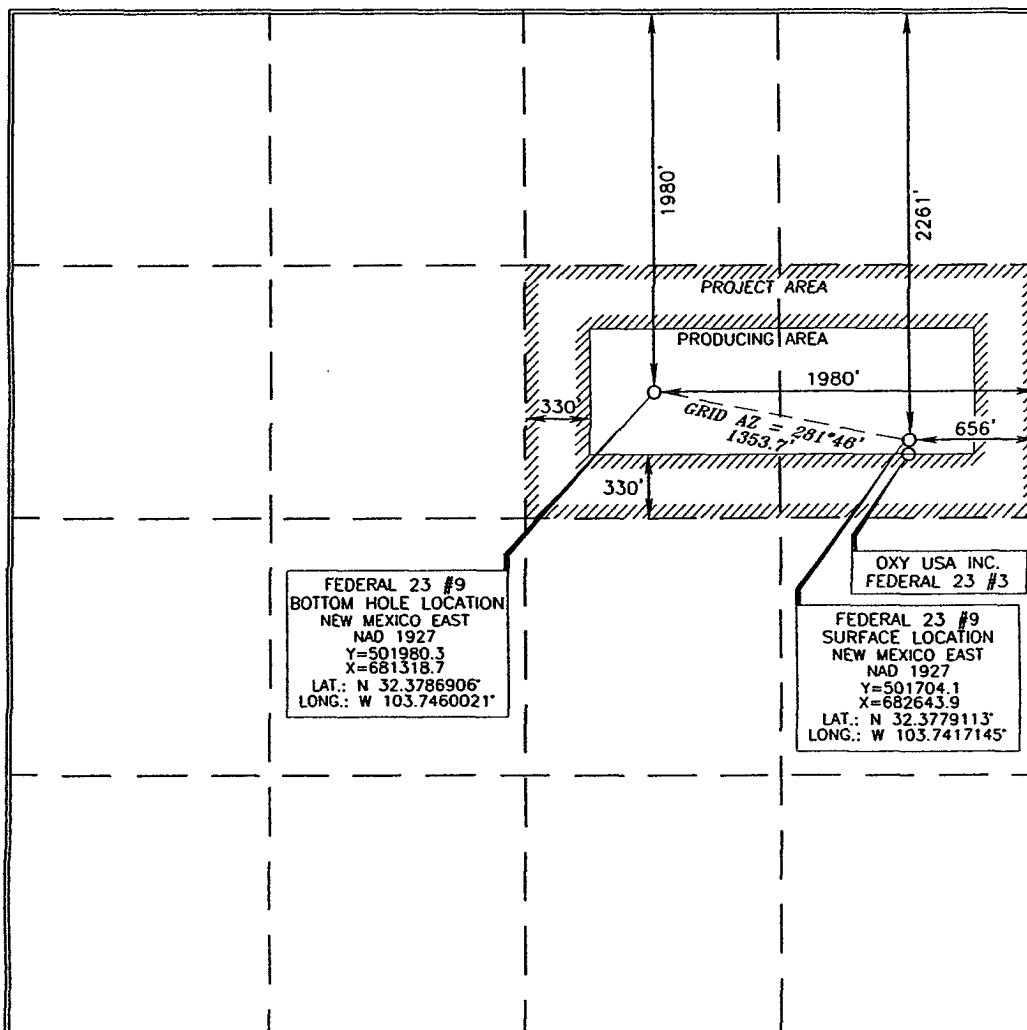 1980'
2261'
PROJECT AREA
PRODUCING AREA
1980'
330'
GRID AZ = 281°46'
1353.7'
656'
330'
OXY USA INC.
FEDERAL 23 #3
FEDERAL 23 #9
BOTTOM HOLE LOCATION
NEW MEXICO EAST
NAD 1927
Y=501980.3
X=681318.7
LAT.: N 32.3786906°
LONG.: W 103.7460021°
FEDERAL 23 #9
SURFACE LOCATION
NEW MEXICO EAST
NAD 1927
Y=501704.1
X=682643.9
LAT.: N 32.3779113°
LONG.: W 103.7417145°